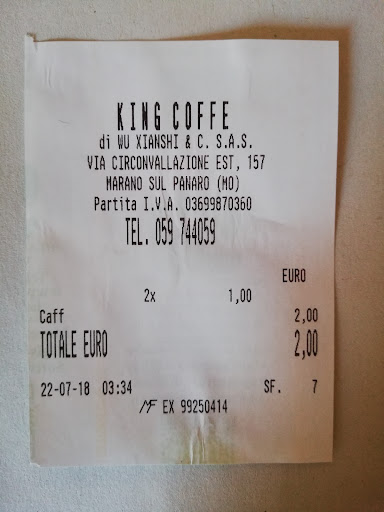 KING COFFE
di WU XIANSHI & C. S.A.S.
VIA CIRCONVALLAZIONE EST, 157
MARANO SUL PANARO (MO)
Partita I.V.A. 03699870360
TEL. 059 744059
EURO
2x 1,00
Caff 2,00
TOTALE EURO 2,00
22-07-18 03:34 SF. 7
MF EX 99250414